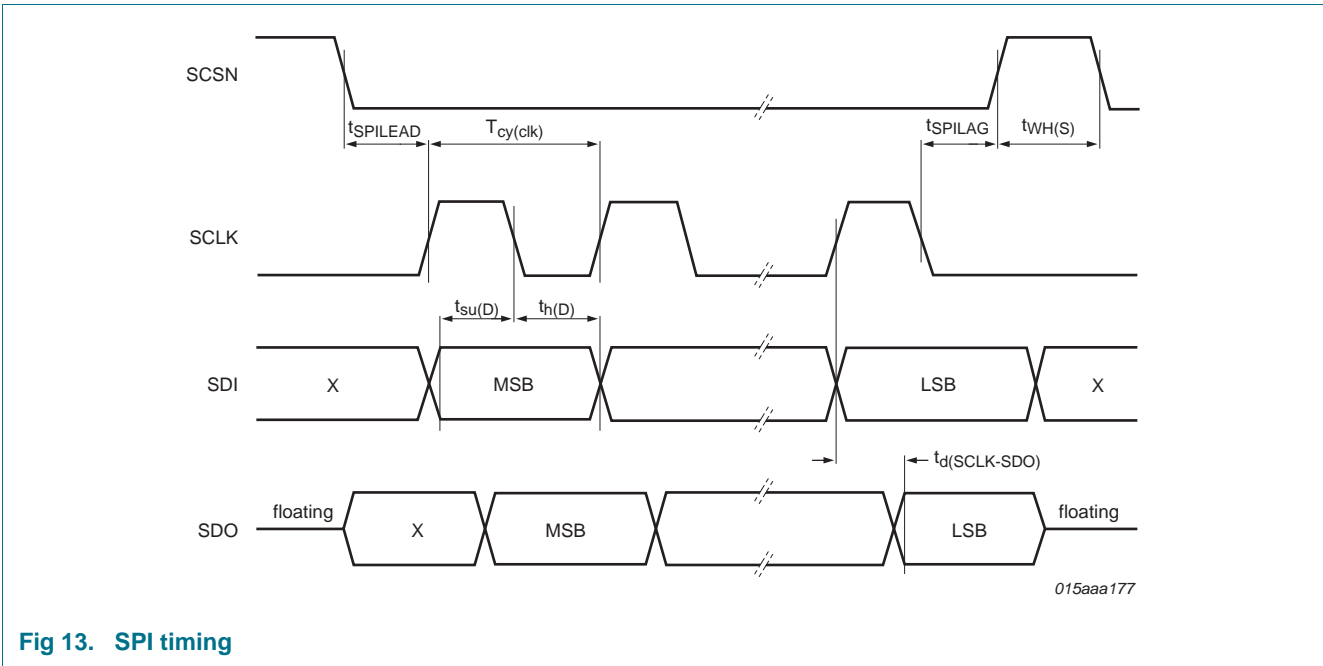 SCSN
tSPILEAD
Tcy(clk)
tSPILAG
tWH(S)
SCLK
tsu(D)
th(D)
SDI
X
MSB
LSB
X
td(SCLK-SDO)
SDO
floating
X
MSB
LSB
floating
015aaa177
Fig 13. SPI timing